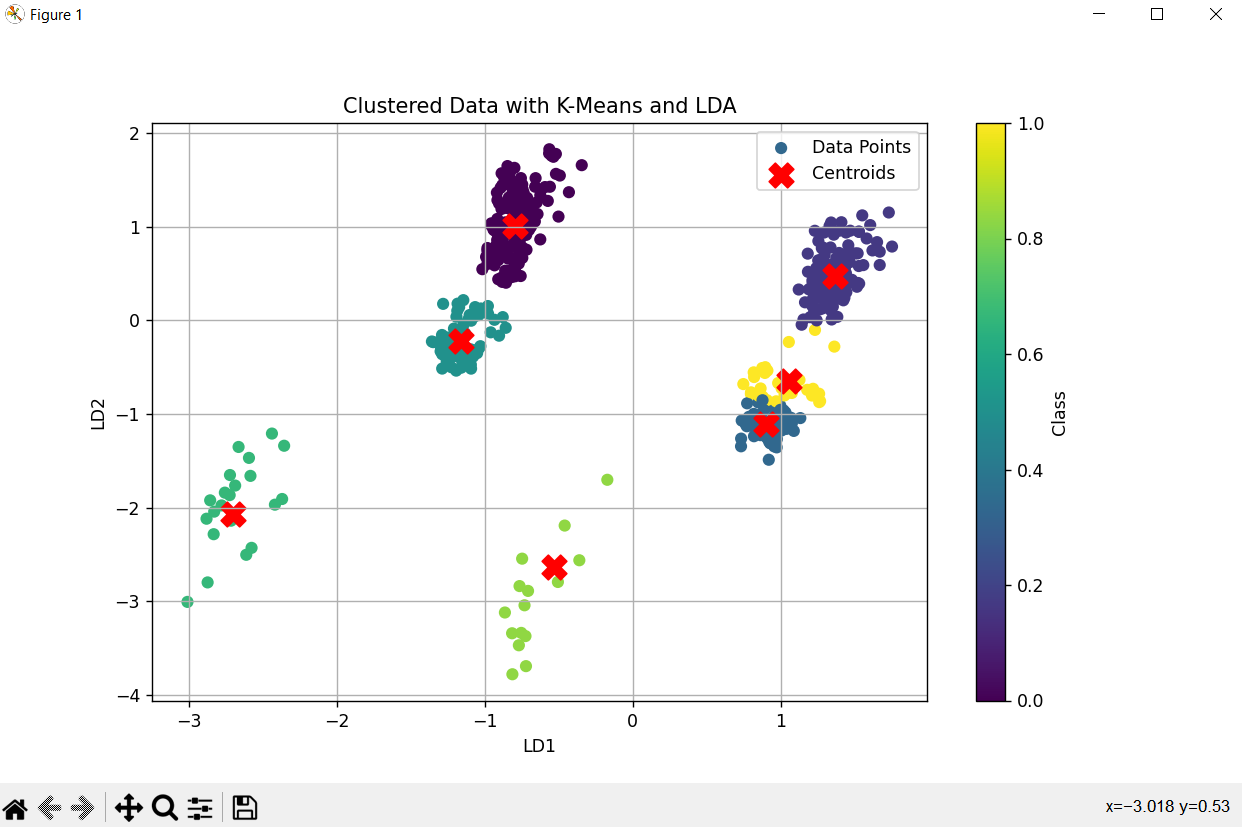 Figure 1
Clustered Data with K-Means and LDA
Data Points
Centroids
2
1
0
−1
−2
−3
−4
LD2
−3
−2
−1
0
1
LD1
1.0
0.8
0.6
0.4
0.2
0.0
Class
x=−3.018 y=0.53